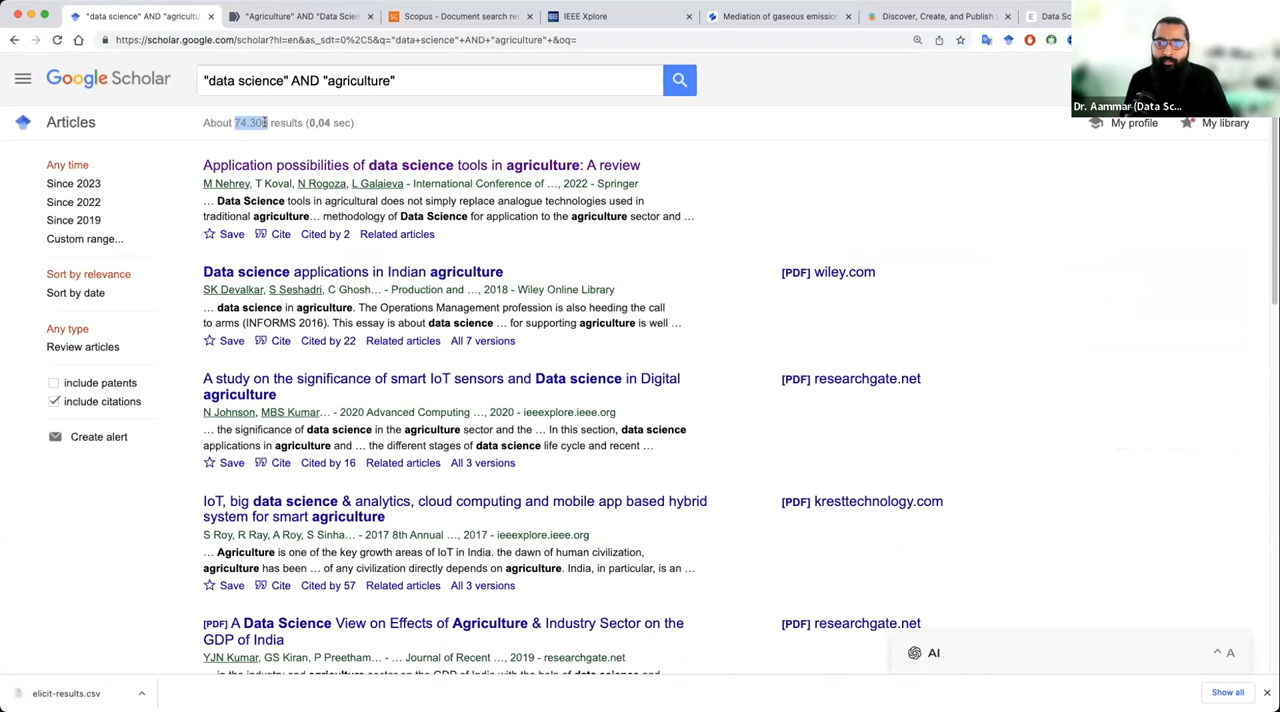 "data science" AND "agricultu
"Agriculture" AND "Data Scien
Scopus - Document search res
IEEE Xplore
Mediation of gaseous emissio
Discover, Create, and Publish
Data S
https://scholar.google.com/scholar?hl=en&as_sdt=0%2C5&q="data+science"+AND+"agriculture"+&oq=
Dr. Aammar (Data Sc...
Google Scholar
"data science" AND "agriculture"
Articles
About 74.300 results (0,04 sec)
My profile
My library
Any time
Since 2023
Since 2022
Since 2019
Custom range...
Sort by relevance
Sort by date
Any type
Review articles
include patents
include citations
Create alert
Application possibilities of data science tools in agriculture: A review
M Nehrey, T Koval, N Rogoza, L Galaieva - International Conference of …, 2022 - Springer
… Data Science tools in agricultural does not simply replace analogue technologies used in
traditional agriculture… methodology of Data Science for application to the agriculture sector and …
Save Cite Cited by 2 Related articles
Data science applications in Indian agriculture
SK Devalkar, S Seshadri, C Ghosh… - Production and …, 2018 - Wiley Online Library
… data science in agriculture. The Operations Management profession is also heeding the call
to arms (INFORMS 2016). This essay is about data science … for supporting agriculture is well …
Save Cite Cited by 22 Related articles All 7 versions
[PDF] wiley.com
A study on the significance of smart IoT sensors and Data science in Digital
agriculture
N Johnson, MBS Kumar… - 2020 Advanced Computing …, 2020 - ieeexplore.ieee.org
… the significance of data science in the agriculture sector and the … In this section, data science
applications in agriculture and … the different stages of data science life cycle and recent …
Save Cite Cited by 16 Related articles All 3 versions
[PDF] researchgate.net
IoT, big data science & analytics, cloud computing and mobile app based hybrid
system for smart agriculture
S Roy, R Ray, A Roy, S Sinha… - 2017 8th Annual …, 2017 - ieeexplore.ieee.org
… Agriculture is one of the key growth areas of IoT in India. the dawn of human civilization,
agriculture has been … of any civilization directly depends on agriculture. India, in particular, is an …
Save Cite Cited by 57 Related articles All 3 versions
[PDF] kresttechnology.com
[PDF] A Data Science View on Effects of Agriculture & Industry Sector on the
GDP of India
YJN Kumar, GS Kiran, P Preetham… - … Journal of Recent …, 2019 - researchgate.net
[PDF] researchgate.net
AI
A
elicit-results.csv
Show all